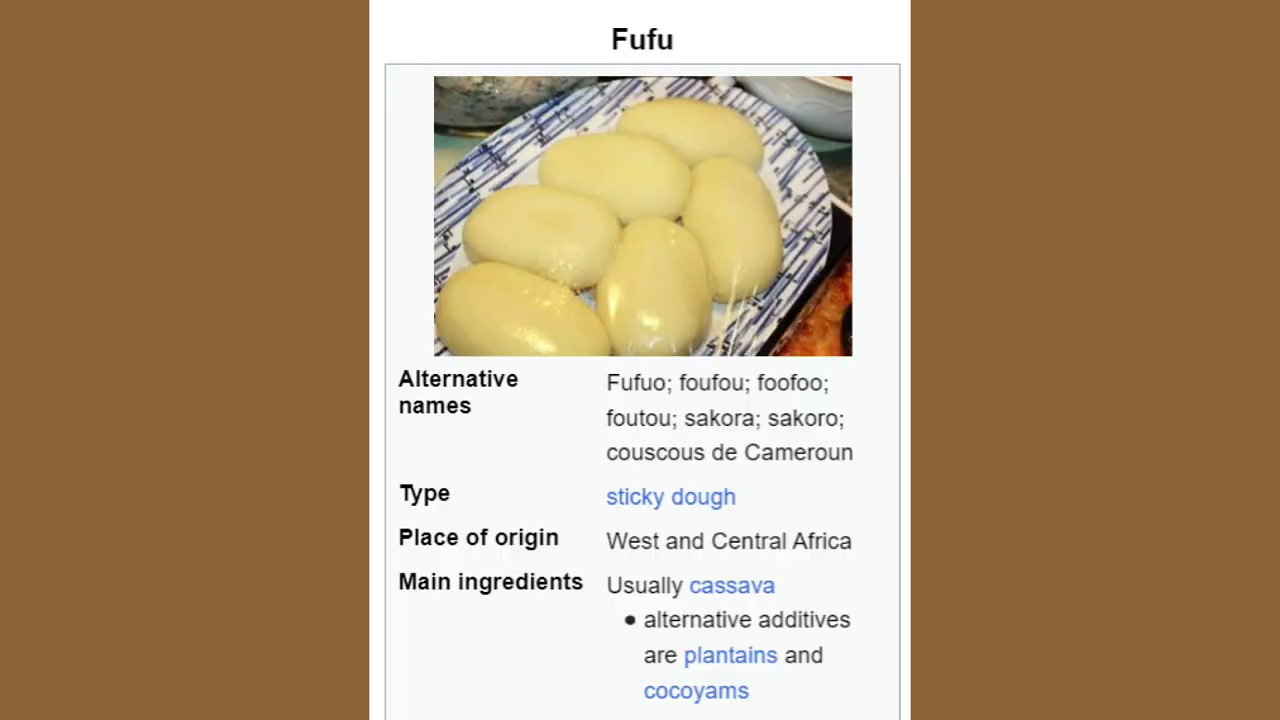 Fufu
Alternative names
Fufuo; foufou; foofoo;
foutou; sakora; sakoro;
couscous de Cameroun
Type
sticky dough
Place of origin
West and Central Africa
Main ingredients
Usually cassava
• alternative additives
are plantains and
cocoyams